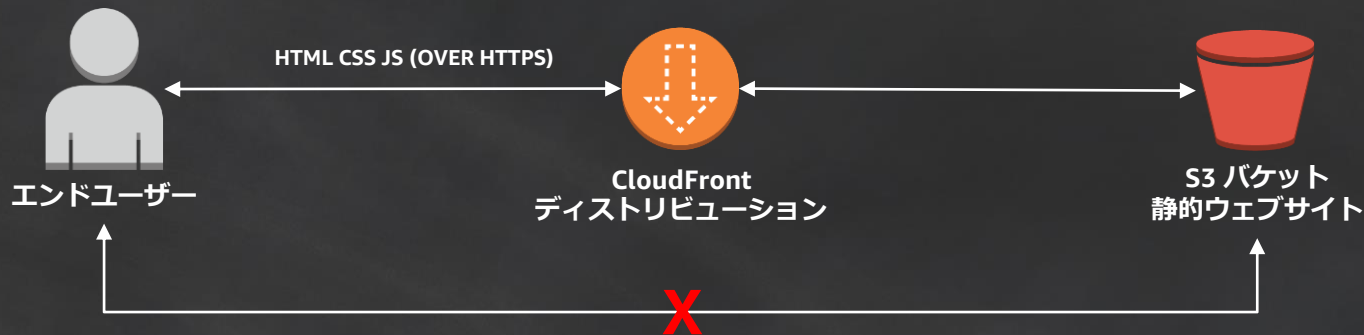 HTML CSS JS (OVER HTTPS)
エンドユーザー
CloudFront
ディストリビューション
S3 バケット
静的ウェブサイト
X